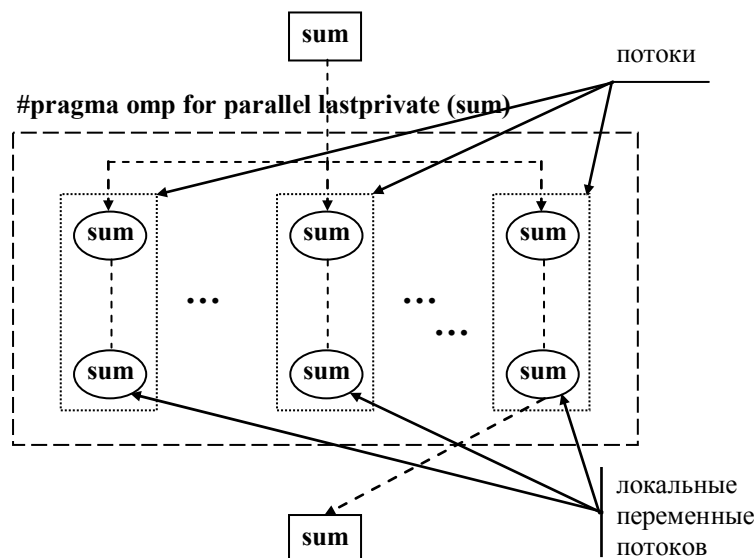 sum
потоки
#pragma omp for parallel lastprivate (sum)
sum
sum
sum
...
...
...
sum
sum
sum
локальные
переменные
потоков
sum